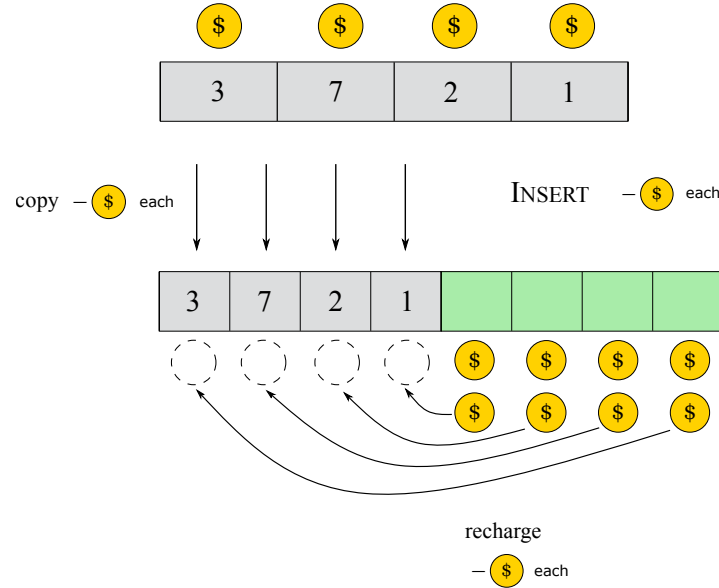 $ $ $ $
3 7 2 1
copy – $ each
INSERT – $ each
3 7 2 1
$ $ $ $
$ $ $ $
recharge
– $ each